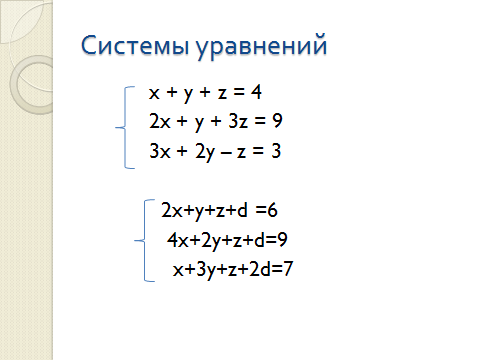 Системы уравнений
x + y + z = 4
2x + y + 3z = 9
3x + 2y – z = 3
2x+y+z+d =6
4x+2y+z+d=9
x+3y+z+2d=7